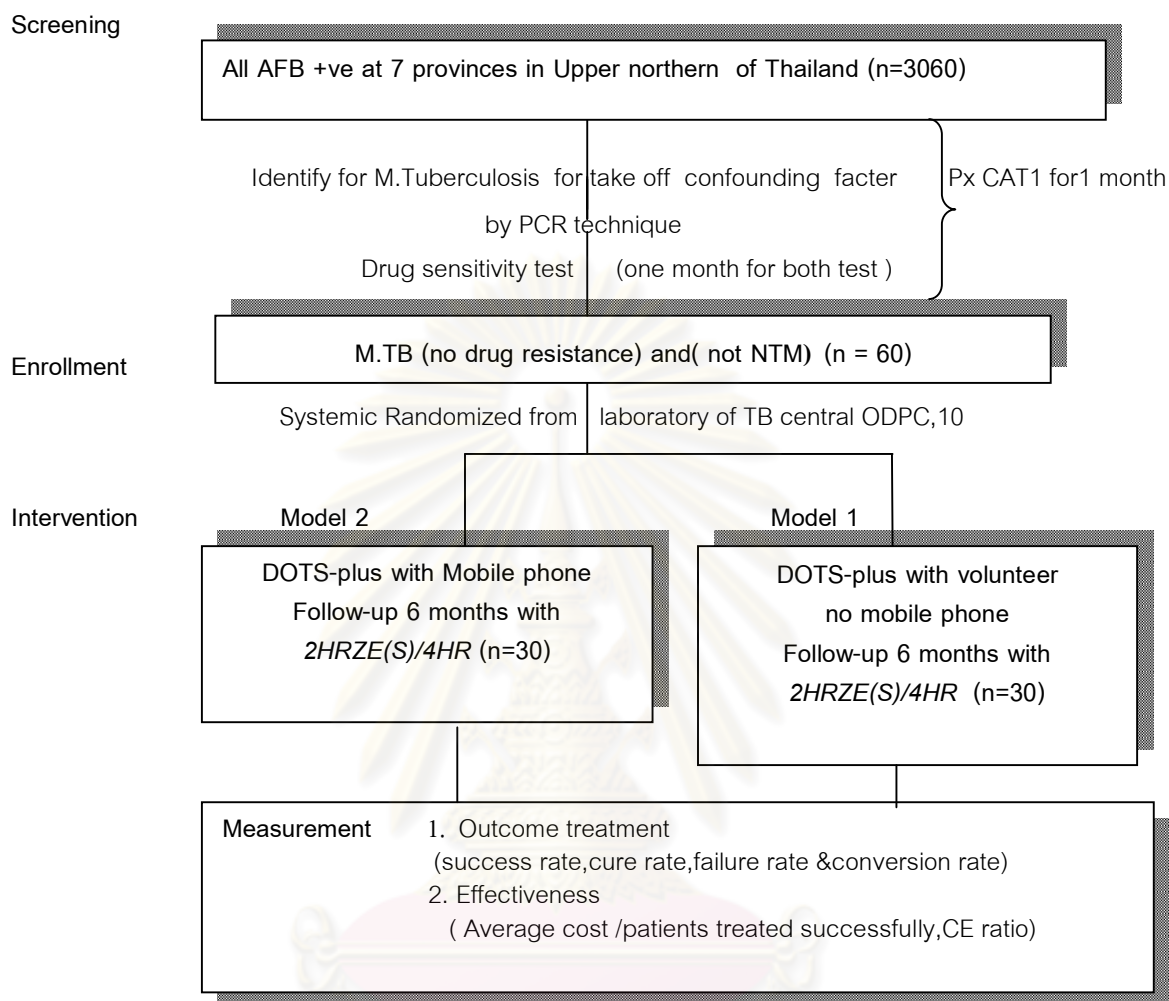 Screening
All AFB +ve at 7 provinces in Upper northern of Thailand (n=3060)
Identify for M.Tuberculosis for take off confounding facter
Px CAT1 for1 month
by PCR technique
Drug sensitivity test (one month for both test )
Enrollment
M.TB (no drug resistance) and( not NTM) (n = 60)
Systemic Randomized from laboratory of TB central ODPC,10
Intervention
Model 2
DOTS-plus with Mobile phone
Follow-up 6 months with
2HRZE(S)/4HR (n=30)
Model 1
DOTS-plus with volunteer
no mobile phone
Follow-up 6 months with
2HRZE(S)/4HR (n=30)
Measurement 1. Outcome treatment
(success rate,cure rate,failure rate &conversion rate)
2. Effectiveness
( Average cost /patients treated successfully,CE ratio)